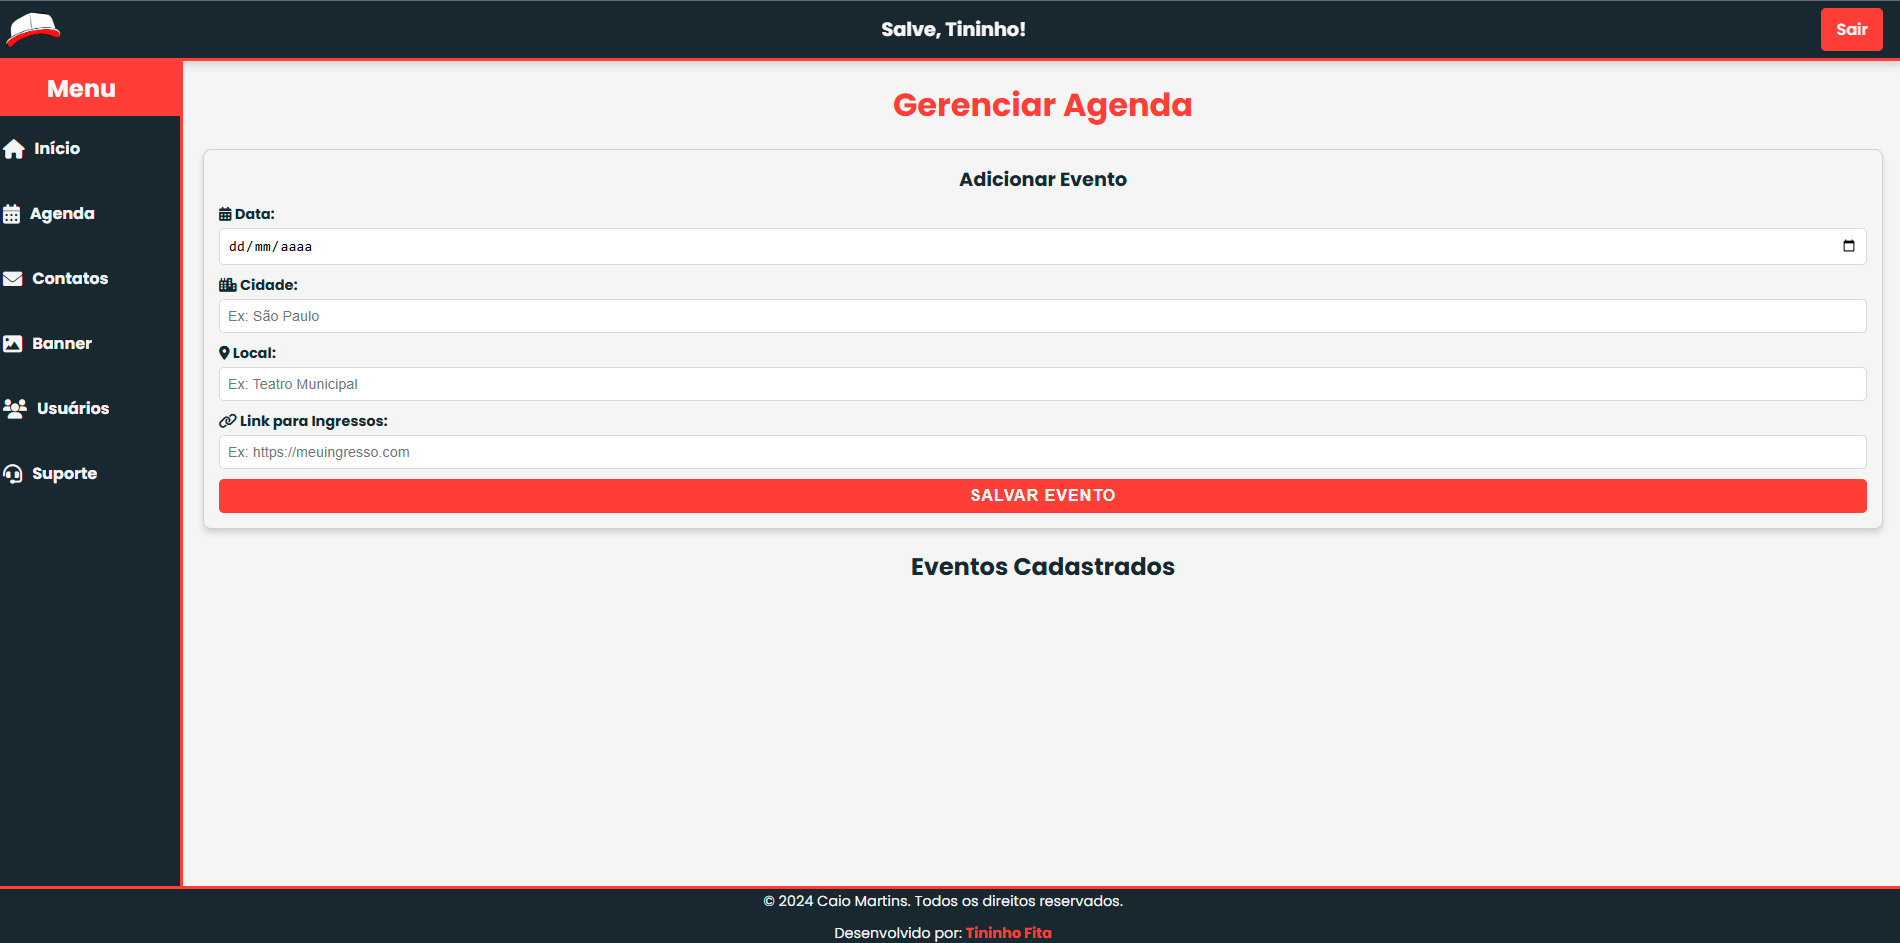 Salve, Tininho!
Sair
Menu
Início
Agenda
Contatos
Banner
Usuários
Suporte
Gerenciar Agenda
Adicionar Evento
Data:
dd/mm/aaaa
Cidade:
Ex: São Paulo
Local:
Ex: Teatro Municipal
Link para Ingressos:
Ex: https://meuingresso.com
SALVAR EVENTO
Eventos Cadastrados
© 2024 Caio Martins. Todos os direitos reservados.
Desenvolvido por: Tininho Fita